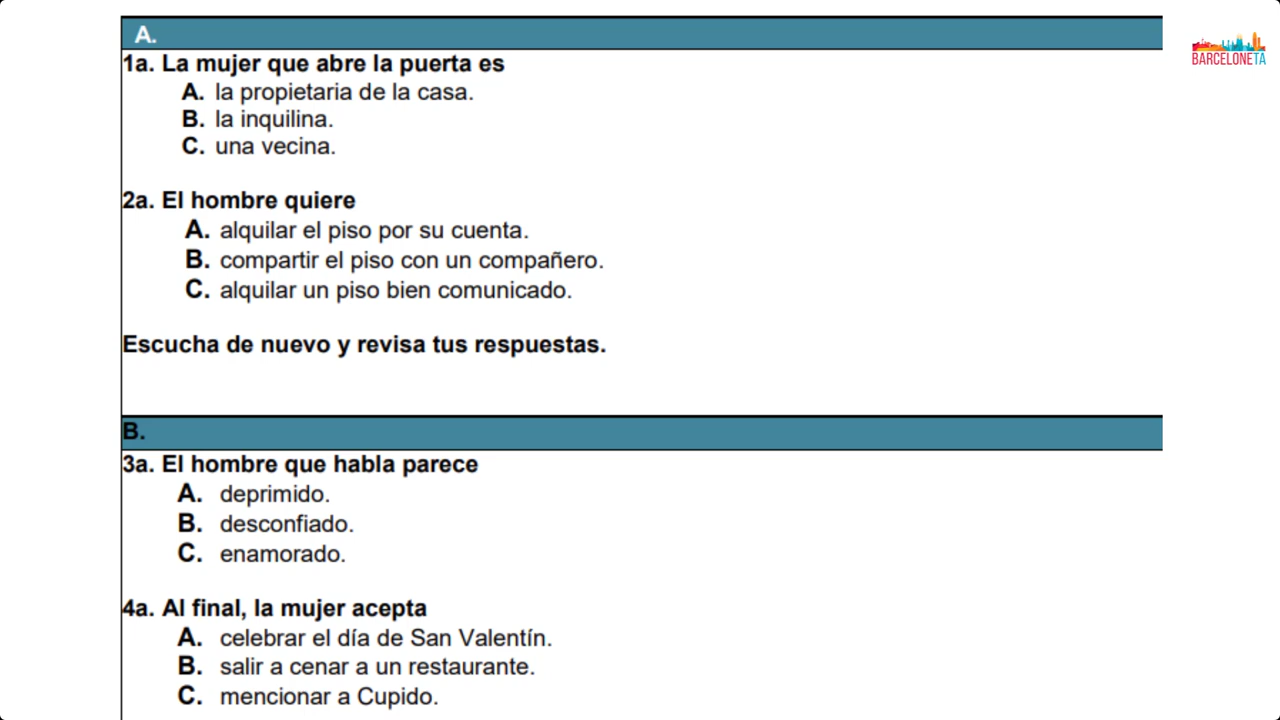 A.
BARCELONETA
1a. La mujer que abre la puerta es
A. la propietaria de la casa.
B. la inquilina.
C. una vecina.
2a. El hombre quiere
A. alquilar el piso por su cuenta.
B. compartir el piso con un compañero.
C. alquilar un piso bien comunicado.
Escucha de nuevo y revisa tus respuestas.
B.
3a. El hombre que habla parece
A. deprimido.
B. desconfiado.
C. enamorado.
4a. Al final, la mujer acepta
A. celebrar el día de San Valentín.
B. salir a cenar a un restaurante.
C. mencionar a Cupido.